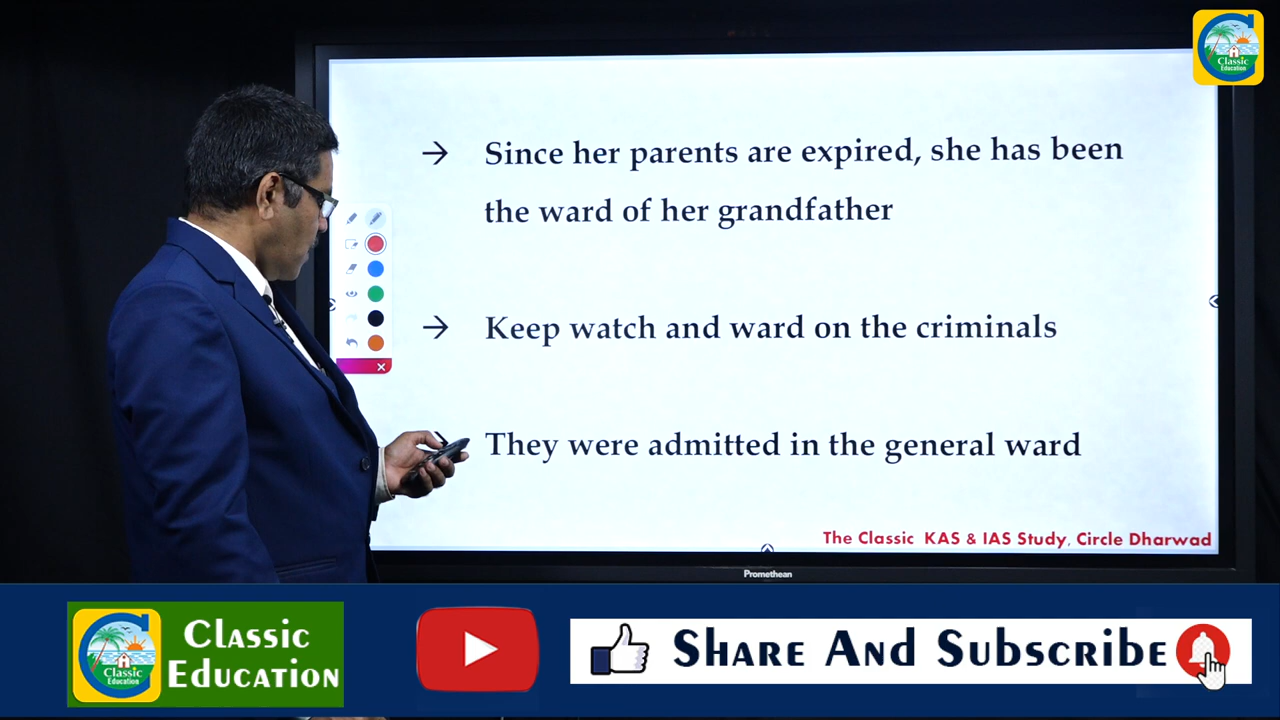 Classic
Education
→ Since her parents are expired, she has been
the ward of her grandfather
→ Keep watch and ward on the criminals
They were admitted in the general ward
The Classic KAS & IAS Study, Circle Dharwad
Promethean
Classic
Education
Classic
Education
Share And Subscribe